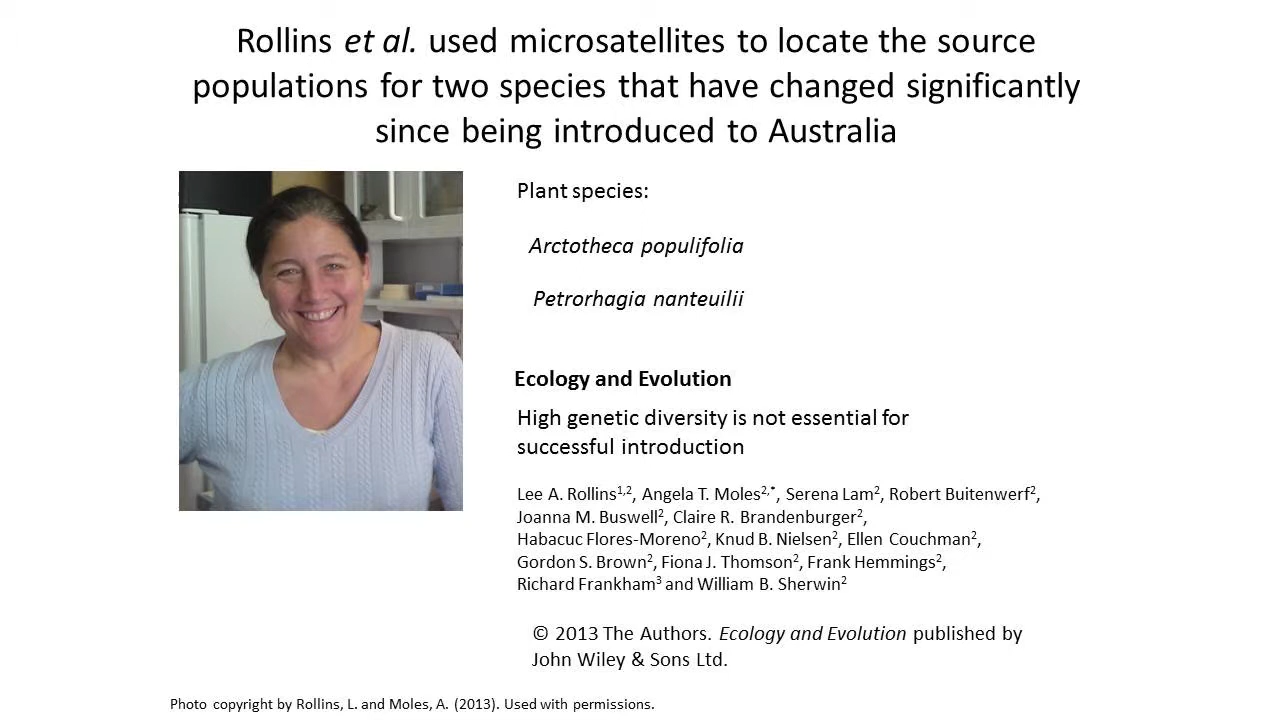 Rollins et al. used microsatellites to locate the source
populations for two species that have changed significantly
since being introduced to Australia
Plant species:
Arctotheca populifolia
Petrorhagia nanteuilii
Ecology and Evolution
High genetic diversity is not essential for
successful introduction
Lee A. Rollins1,2, Angela T. Moles2,*, Serena Lam2, Robert Buitenwerf2,
Joanna M. Buswell2, Claire R. Brandenburger2,
Habacuc Flores-Moreno2, Knud B. Nielsen2, Ellen Couchman2,
Gordon S. Brown2, Fiona J. Thomson2, Frank Hemmings2,
Richard Frankham3 and William B. Sherwin2
© 2013 The Authors. Ecology and Evolution published by
John Wiley & Sons Ltd.
Photo copyright by Rollins, L. and Moles, A. (2013). Used with permissions.